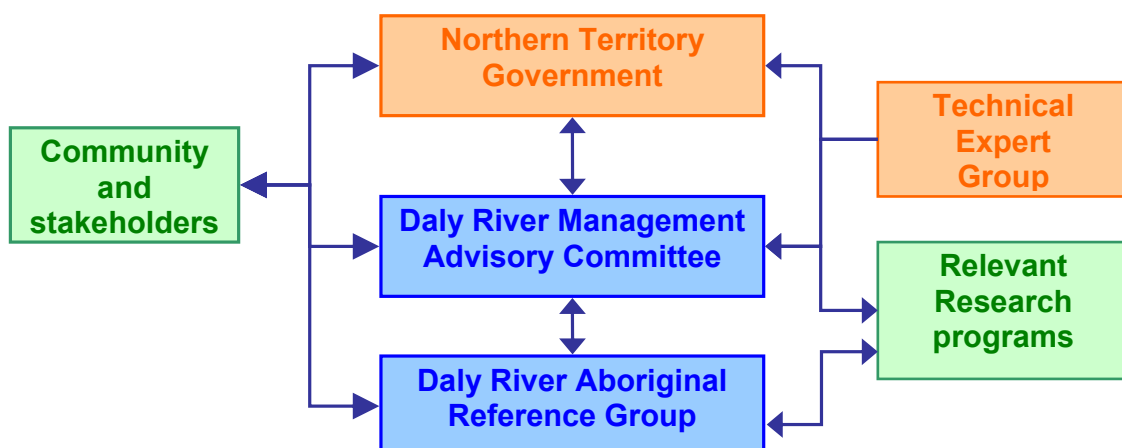 Northern Territory
Government
Technical
Expert
Group
Community
and
stakeholders
Daly River Management
Advisory Committee
Relevant
Research
programs
Daly River Aboriginal
Reference Group